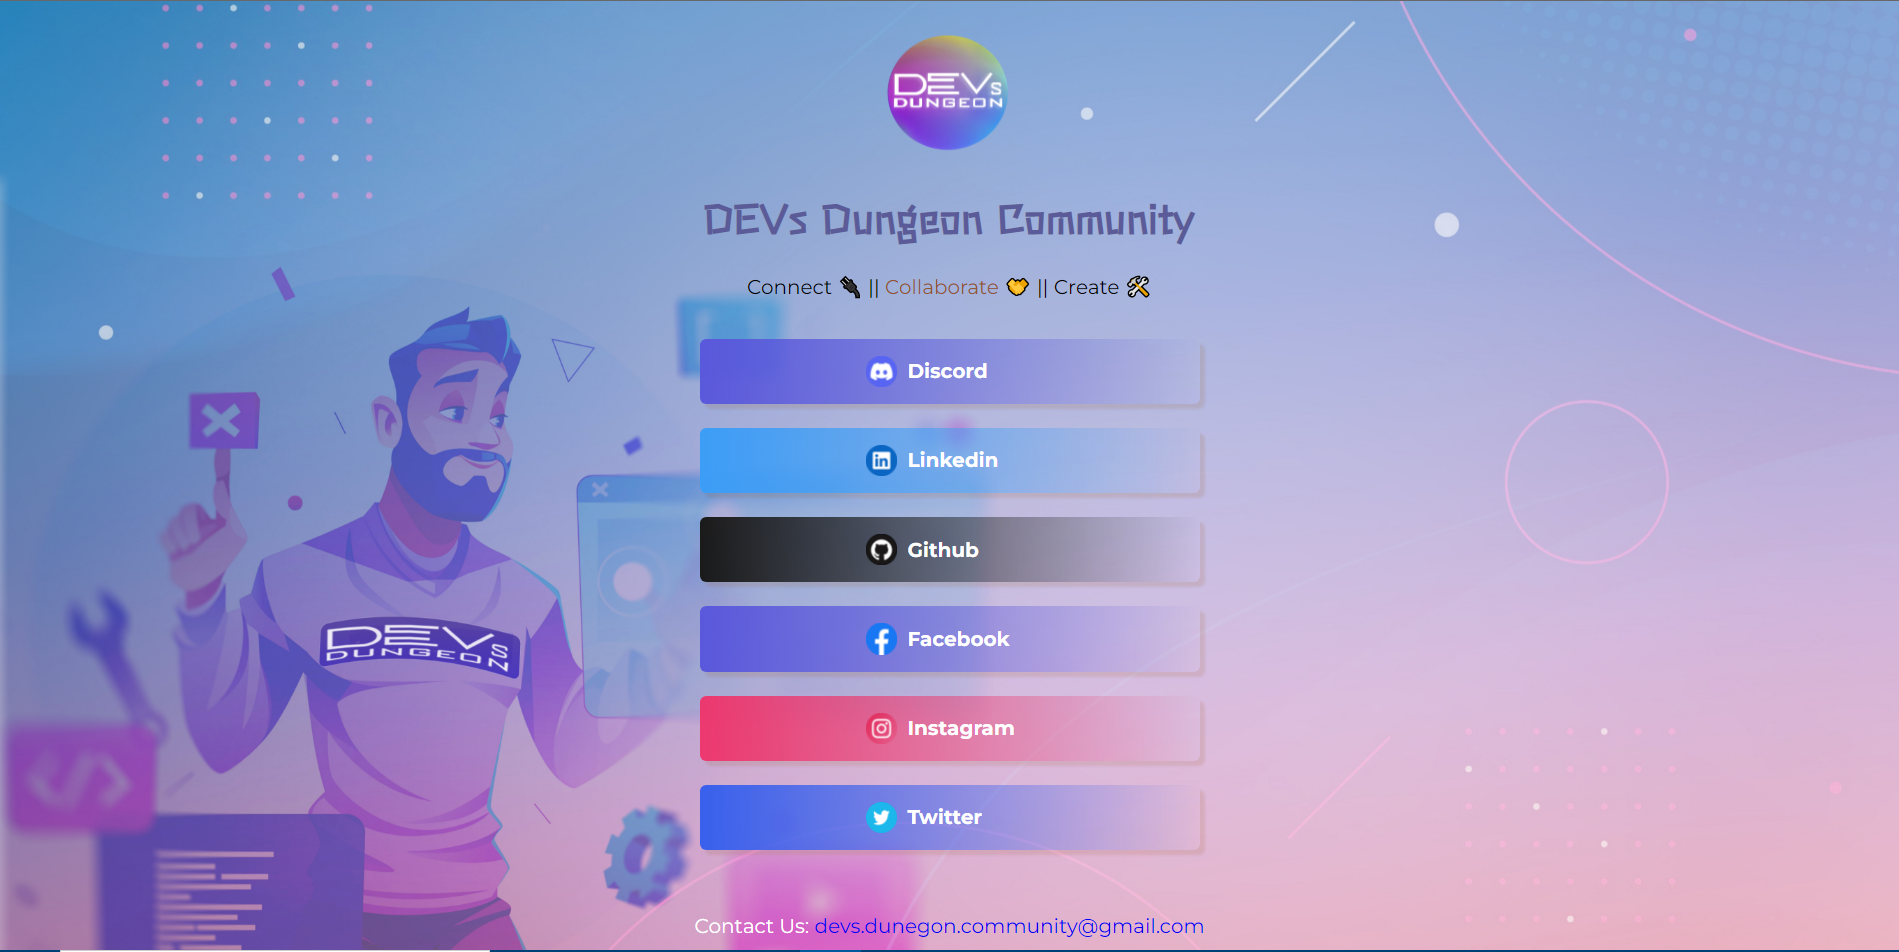 DEVs
DUNGEON
DEVs Dungeon Community
Connect 🔌 || Collaborate 🤝 || Create 🛠
Discord
Linkedin
Github
Facebook
Instagram
Twitter
DEVs
DUNGEON
Contact Us: devs.dunegon.community@gmail.com